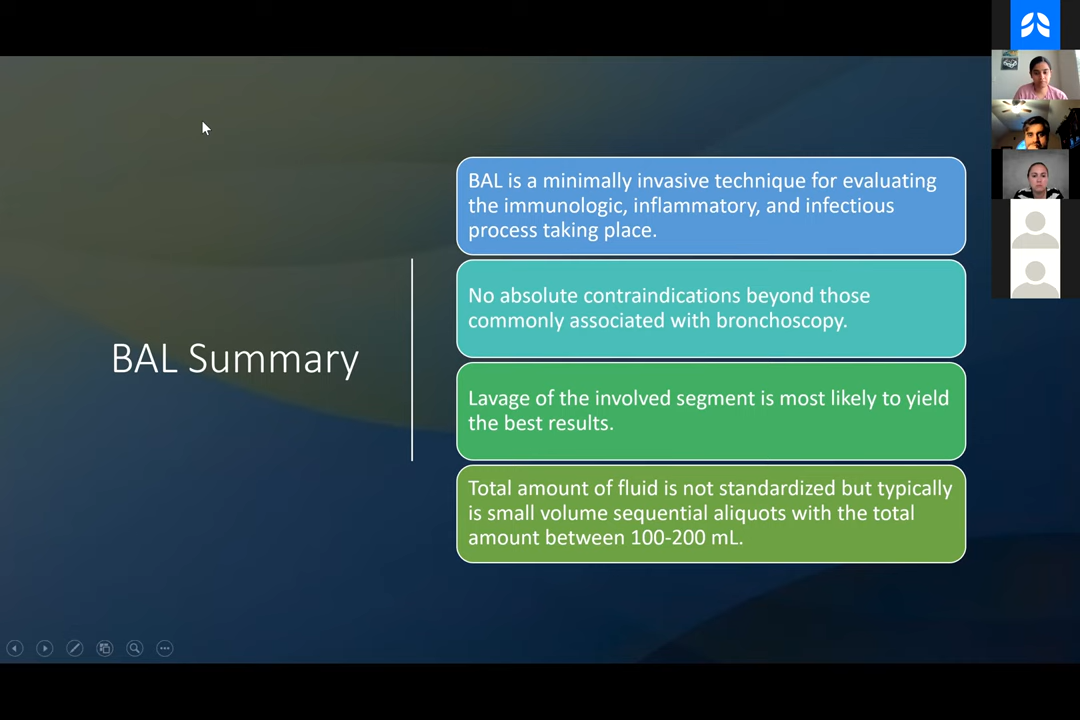 BAL Summary
BAL is a minimally invasive technique for evaluating
the immunologic, inflammatory, and infectious
process taking place.
No absolute contraindications beyond those
commonly associated with bronchoscopy.
Lavage of the involved segment is most likely to yield
the best results.
Total amount of fluid is not standardized but typically
is small volume sequential aliquots with the total
amount between 100-200 mL.